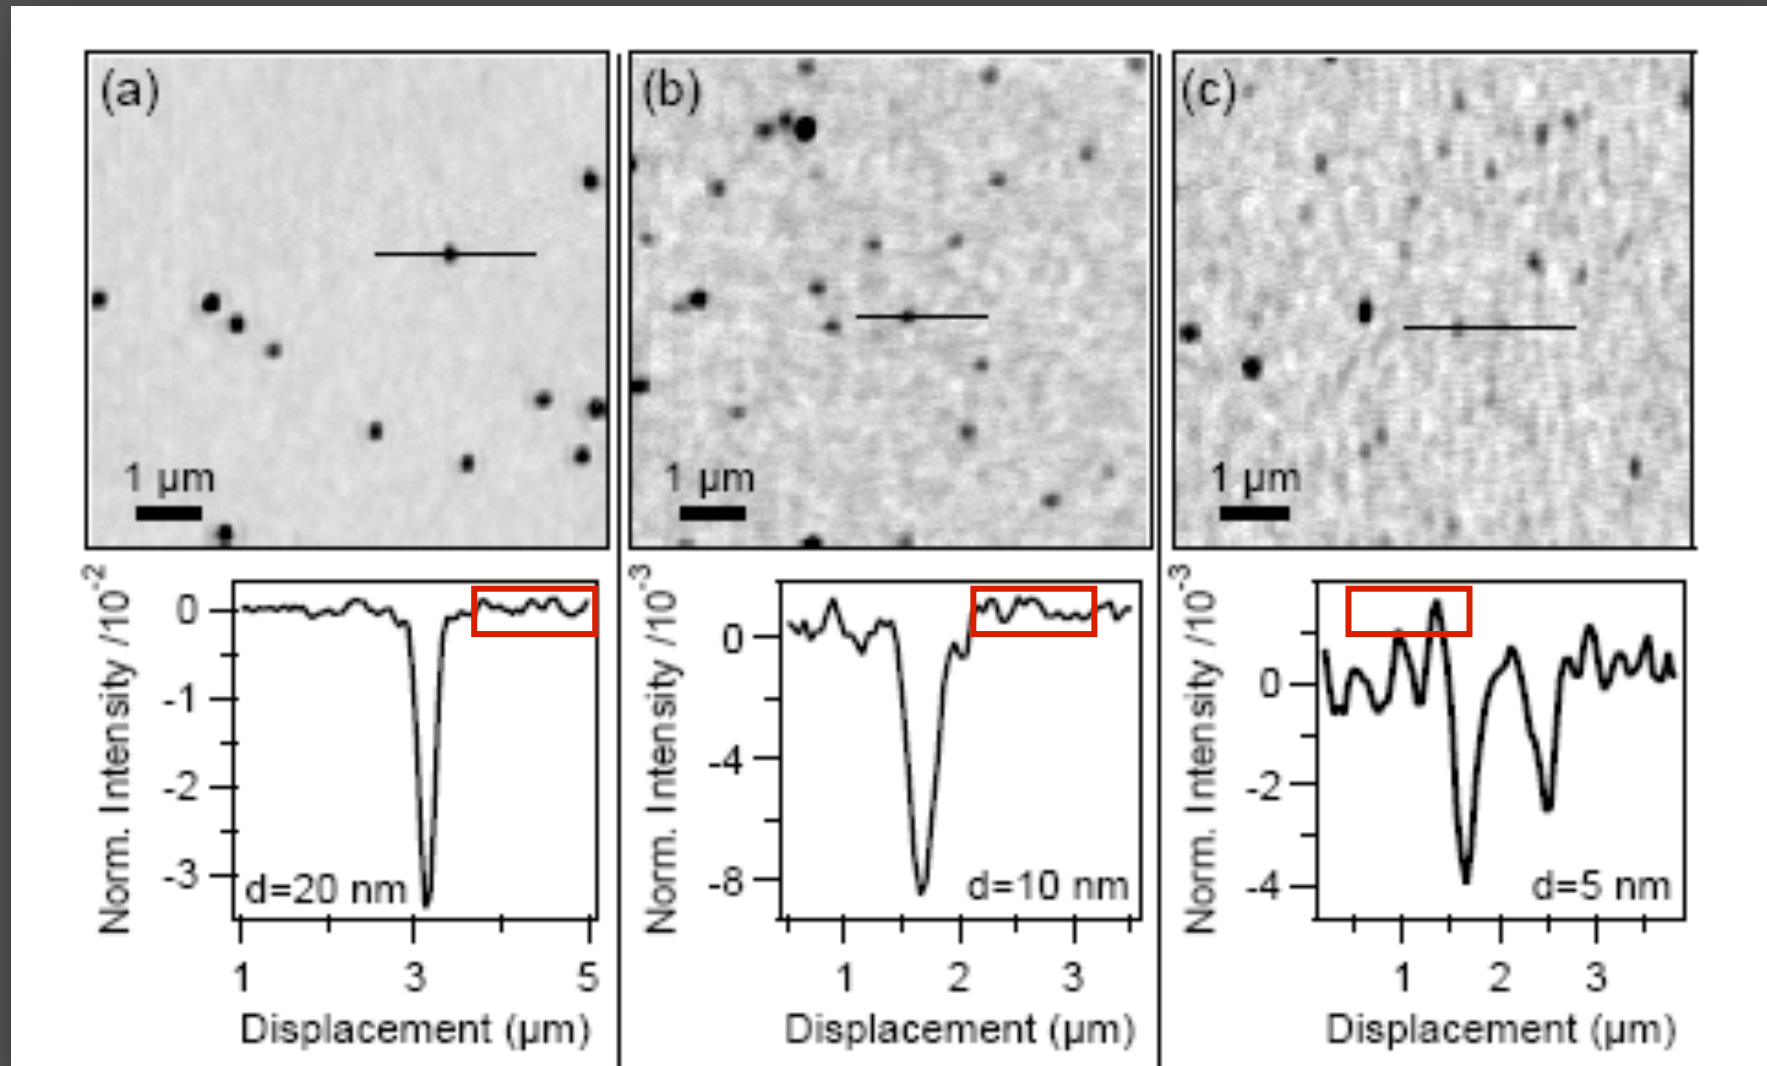 (a)
(b)
(c)
1 µm
1 µm
1 µm
Norm. Intensity /10⁻²
0
-1
-2
-3
d=20 nm
1 3 5
Displacement (µm)
Norm. Intensity /10⁻³
0
-4
-8
d=10 nm
1 2 3
Displacement (µm)
Norm. Intensity /10⁻³
0
-2
-4
d=5 nm
1 2 3
Displacement (µm)